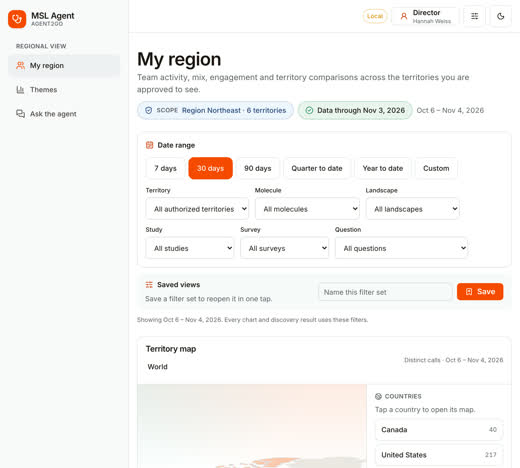 MSL Agent
AGENT2GO
REGIONAL VIEW
My region
Themes
Ask the agent
Local
Director
Hannah Weiss
My region
Team activity, mix, engagement and territory comparisons across the territories you are
approved to see.
SCOPE Region Northeast · 6 territories
Data through Nov 3, 2026
Oct 6 – Nov 4, 2026
Date range
7 days
30 days
90 days
Quarter to date
Year to date
Custom
Territory
Molecule
Landscape
All authorized territories
All molecules
All landscapes
Study
Survey
Question
All studies
All surveys
All questions
Saved views
Save a filter set to reopen it in one tap.
Name this filter set
Save
Showing Oct 6 – Nov 4, 2026. Every chart and discovery result uses these filters.
Territory map
Distinct calls · Oct 6 – Nov 4, 2026
World
COUNTRIES
Tap a country to open its map.
Canada 40
United States 217